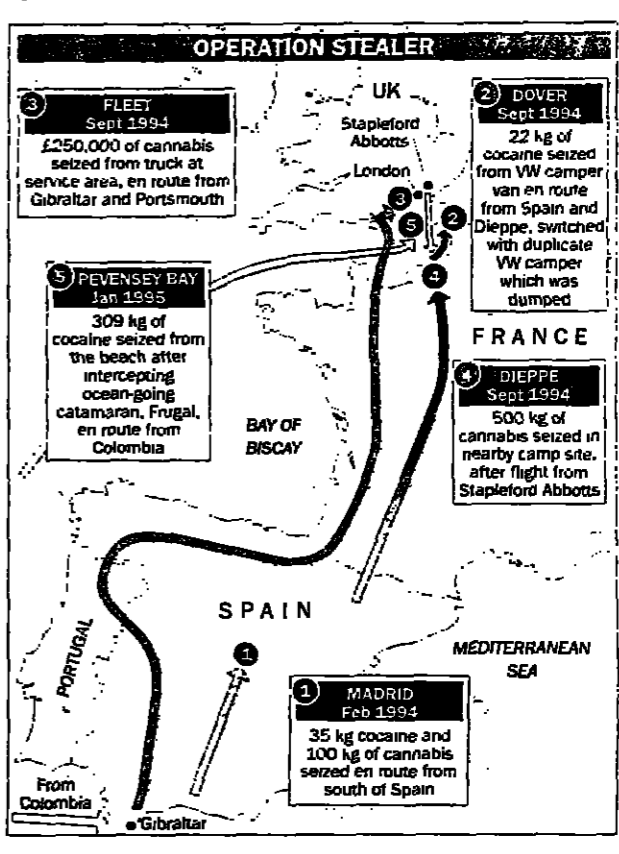 OPERATION STEALER
3
FLEET
Sept 1994
£250,000 of cannabis
seized from truck at
service area, en route from
Gibraltar and Portsmouth
UK
Stapleford
Abbotts
London
3
5
2
4
2
DOVER
Sept 1994
22 kg of
cocaine seized
from VW camper
van en route
from Spain and
Dieppe, switched
with duplicate
VW camper
which was
dumped
5
PEVENSEY BAY
Jan 1995
309 kg of
cocaine seized from
the beach after
intercepting
ocean-going
catamaran, Frugal,
en route from
Colombia
FRANCE
4
DIEPPE
Sept 1994
500 kg of
cannabis seized in
nearby camp site,
after flight from
Stapleford Abbotts
BAY OF
BISCAY
SPAIN
PORTUGAL
1
MEDITERRANEAN
SEA
1
MADRID
Feb 1994
35 kg cocaine and
100 kg of cannabis
seized en route from
south of Spain
From
Colombia
Gibraltar